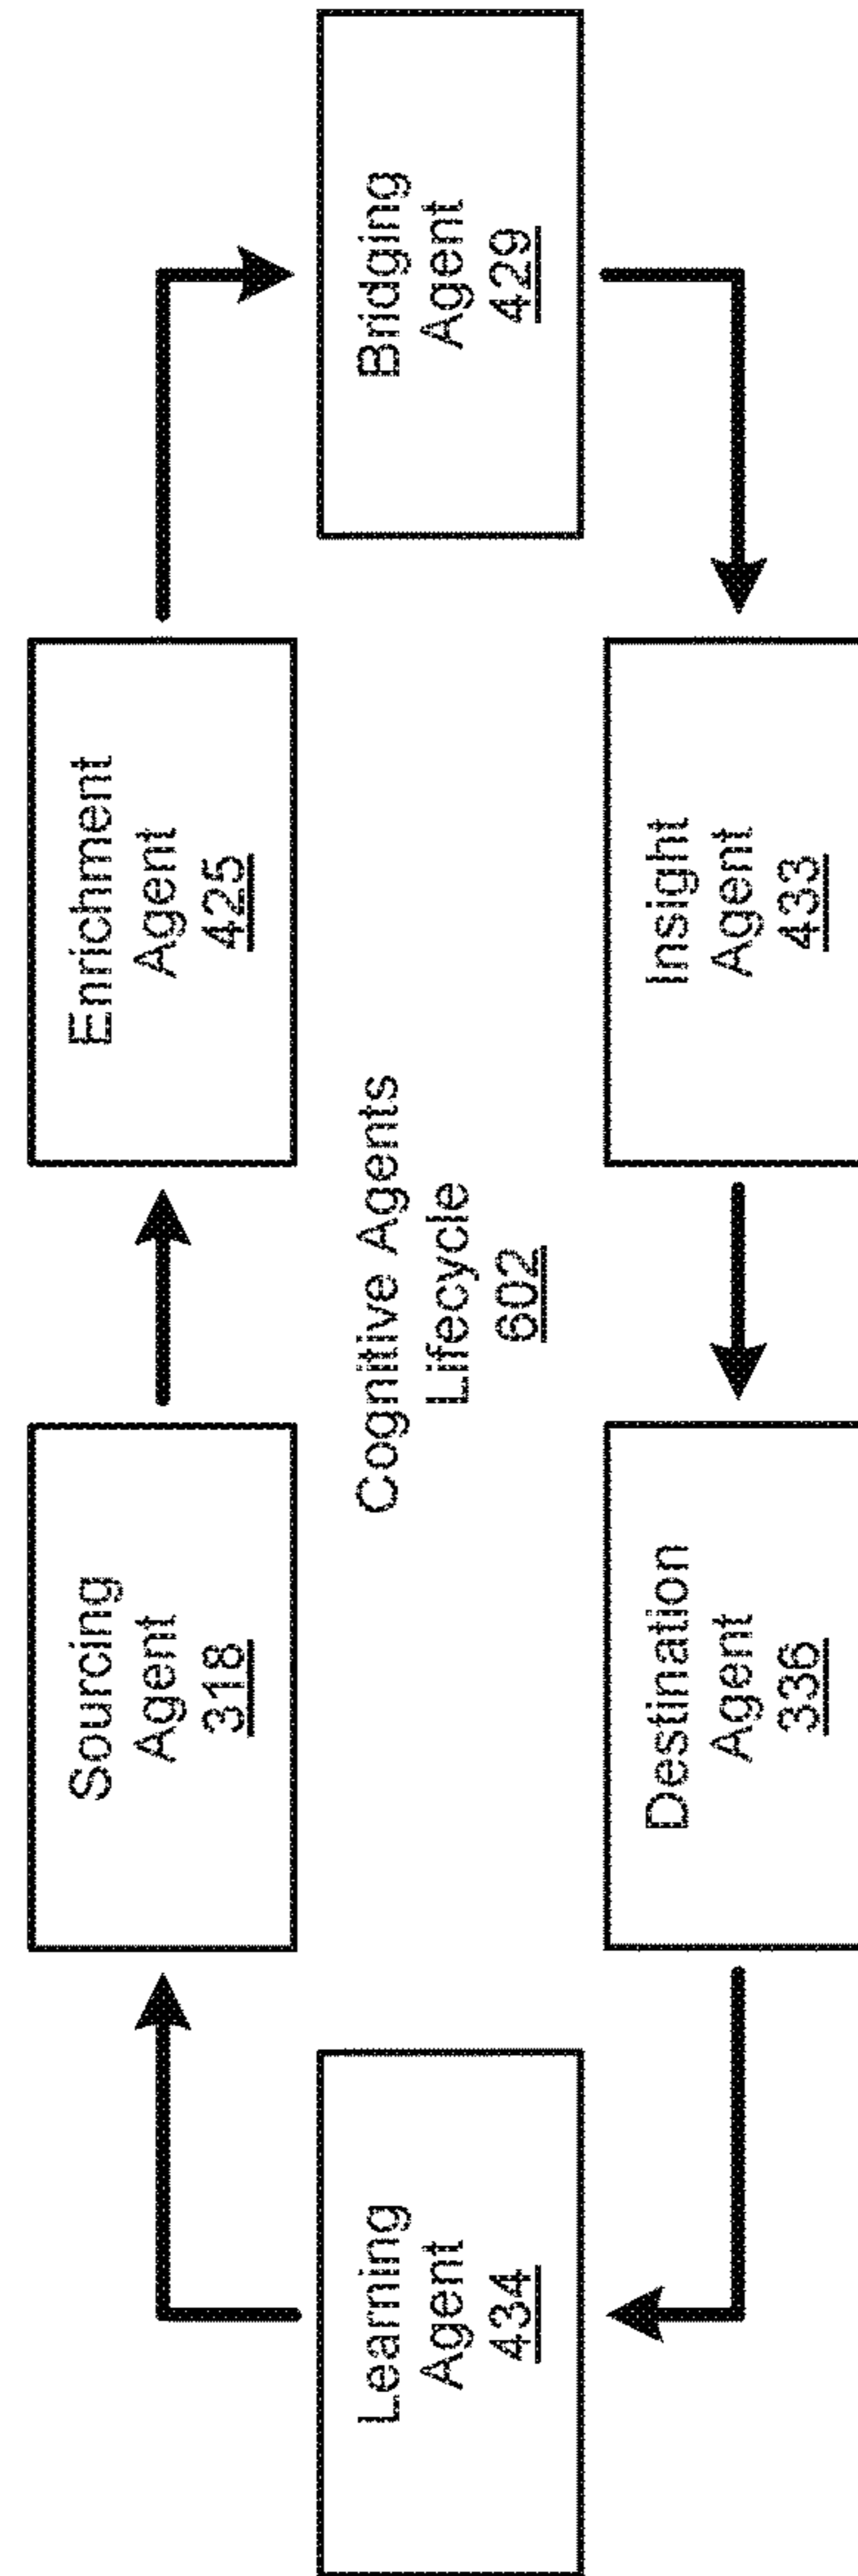 Sourcing
Agent
318
Enrichment
Agent
425
Learning
Agent
434
Cognitive Agents
Lifecycle
602
Bridging
Agent
429
Destination
Agent
336
Insight
Agent
433